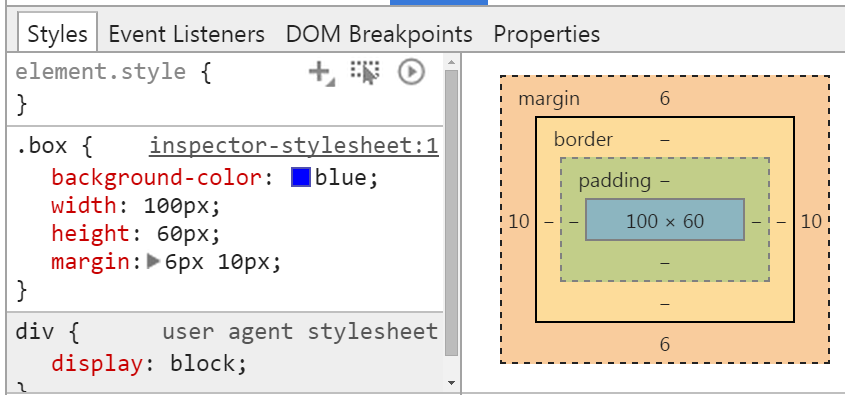 Styles Event Listeners DOM Breakpoints Properties
element.style {
}
.box { inspector-stylesheet:1
background-color: blue;
width: 100px;
height: 60px;
margin: 6px 10px;
}
div { user agent stylesheet
display: block;
}
margin 6
border –
padding –
10 – – 100 × 60 – – 10
–
–
6